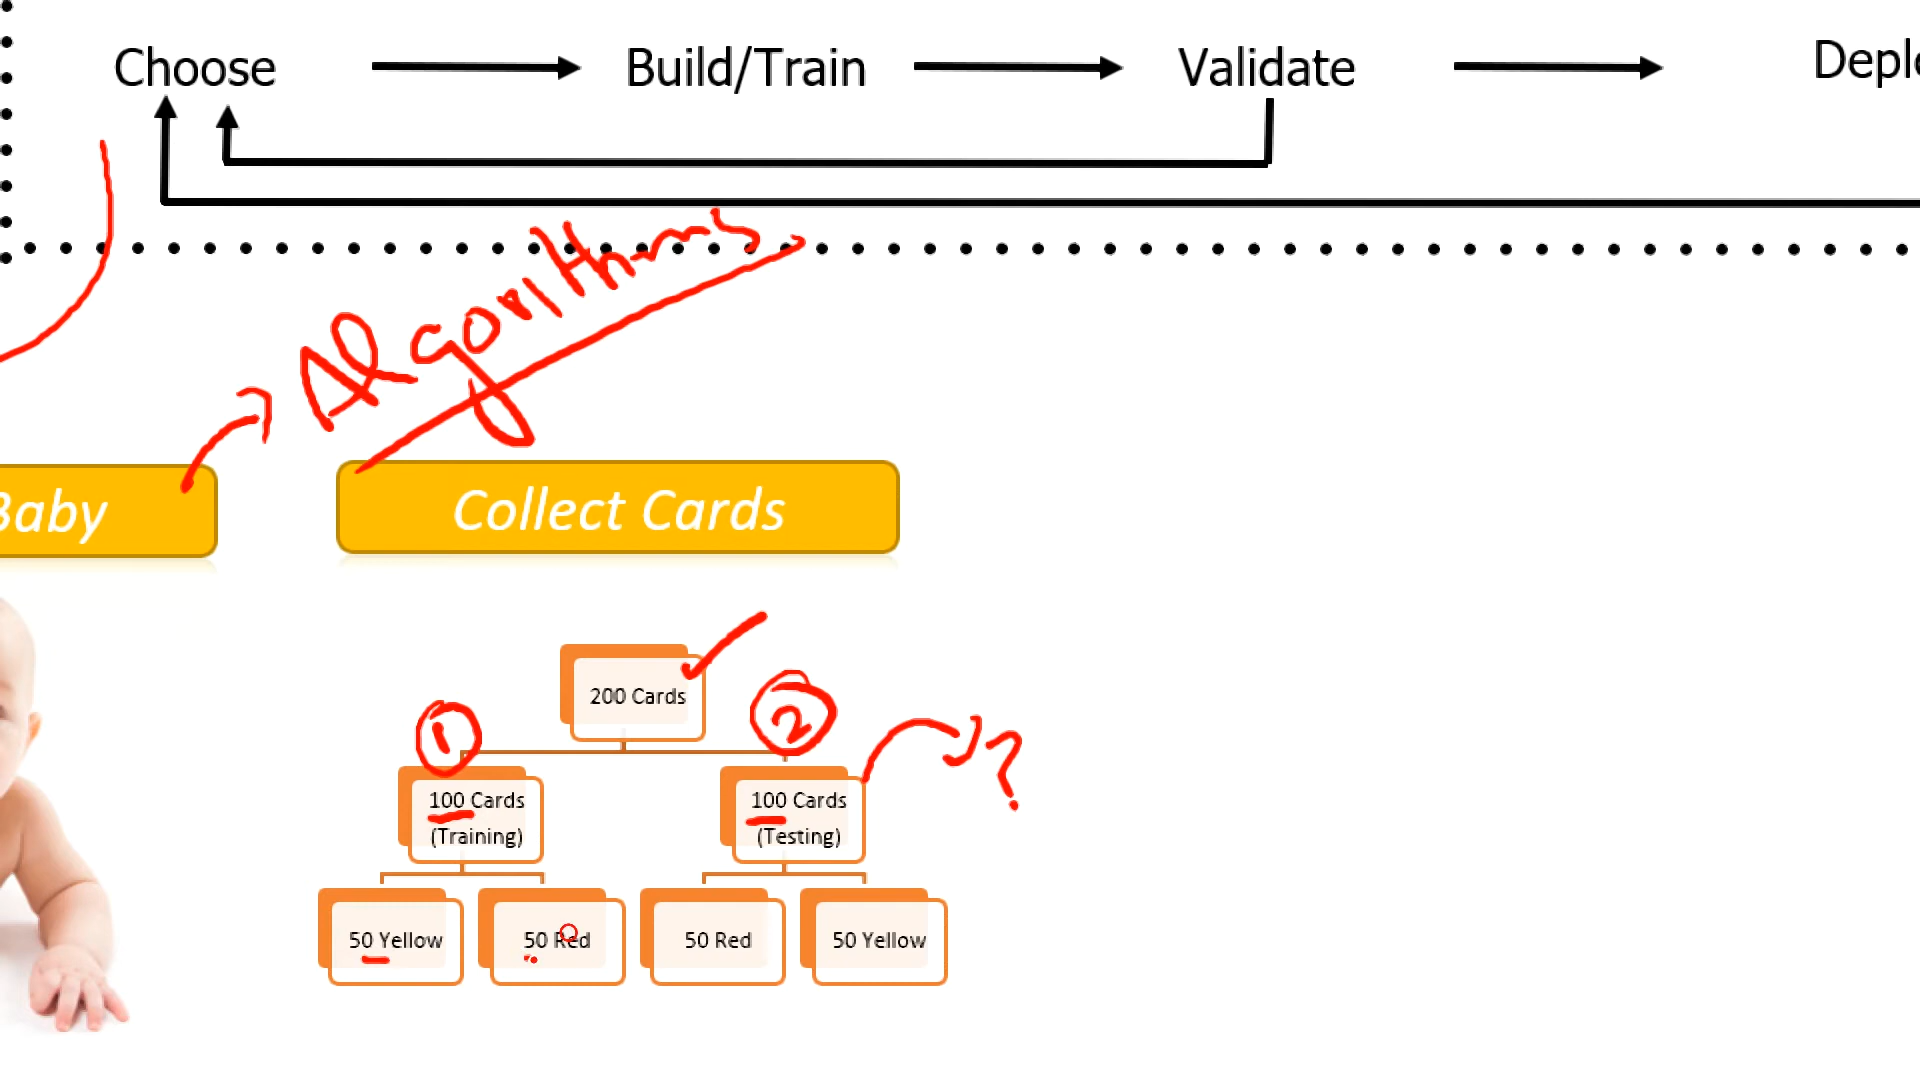 Choose
Build/Train
Validate
Deplo
Algorithms
Baby
Collect Cards
200 Cards
1
2
?
100 Cards
(Training)
100 Cards
(Testing)
50 Yellow
50 Red
50 Red
50 Yellow